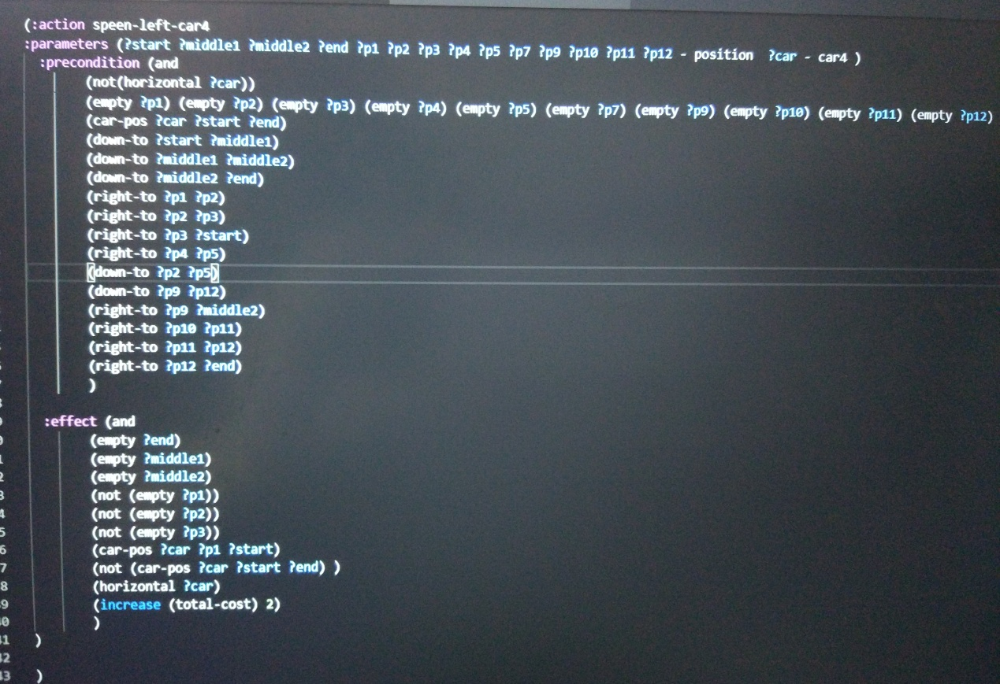 (:action speen-left-car4
:parameters (?start ?middle1 ?middle2 ?end ?p1 ?p2 ?p3 ?p4 ?p5 ?p7 ?p9 ?p10 ?p11 ?p12 - position ?car - car4 )
:precondition (and
(not(horizontal ?car))
(empty ?p1) (empty ?p2) (empty ?p3) (empty ?p4) (empty ?p5) (empty ?p7) (empty ?p9) (empty ?p10) (empty ?p11) (empty ?p12)
(car-pos ?car ?start ?end)
(down-to ?start ?middle1)
(down-to ?middle1 ?middle2)
(down-to ?middle2 ?end)
(right-to ?p1 ?p2)
(right-to ?p2 ?p3)
(right-to ?p3 ?start)
(right-to ?p4 ?p5)
(down-to ?p2 ?p5)
(down-to ?p9 ?p12)
(right-to ?p9 ?middle2)
(right-to ?p10 ?p11)
(right-to ?p11 ?p12)
(right-to ?p12 ?end)
)
:effect (and
(empty ?end)
(empty ?middle1)
(empty ?middle2)
(not (empty ?p1))
(not (empty ?p2))
(not (empty ?p3))
(car-pos ?car ?p1 ?start)
(not (car-pos ?car ?start ?end) )
(horizontal ?car)
(increase (total-cost) 2)
)
)
)